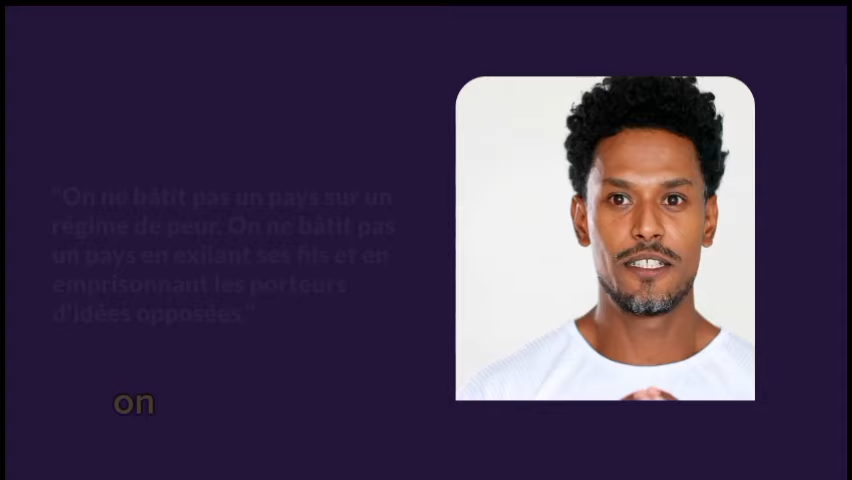 "On ne bâtit pas un pays sur un
régime de peur. On ne bâtit pas
un pays en exilant ses fils et en
emprisonnant les porteurs
d'idées opposées."
on